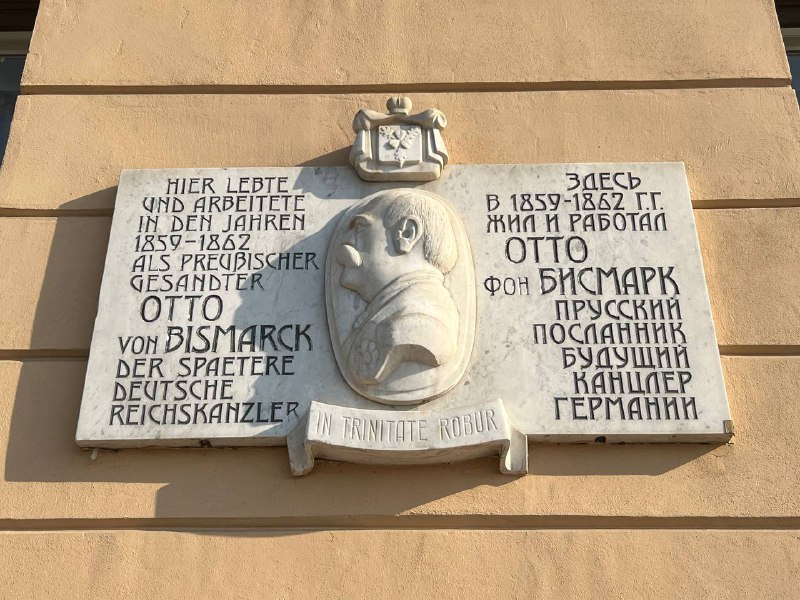 HIER LEBTE
UND ARBEITETE
IN DEN JAHREN
1859-1862
ALS PREUßISCHER
GESANDTER
OTTO
VON BISMARCK
DER SPAETERE
DEUTSCHE
REICHSKANZLER
ЗДЕСЬ
В 1859-1862 Г.Г.
ЖИЛ И РАБОТАЛ
ОТТО
ФОН БИСМАРК
ПРУССКИЙ
ПОСЛАННИК
БУДУЩИЙ
КАНЦЛЕР
ГЕРМАНИИ
IN TRINITATE ROBUR